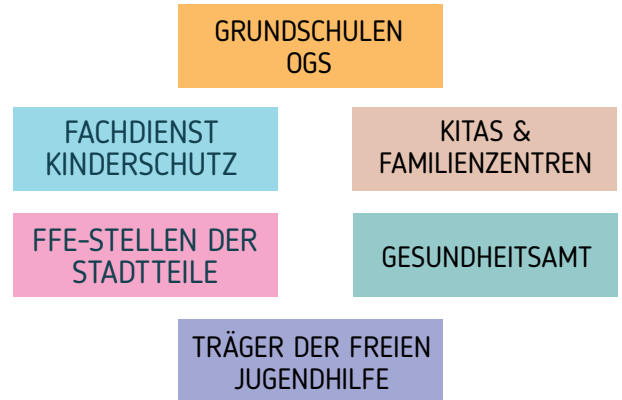 GRUNDSCHULEN
OGS
FACHDIENST
KINDERSCHUTZ
KITAS &
FAMILIENZENTREN
FFE-STELLEN DER
STADTTEILE
GESUNDHEITSAMT
TRÄGER DER FREIEN
JUGENDHILFE